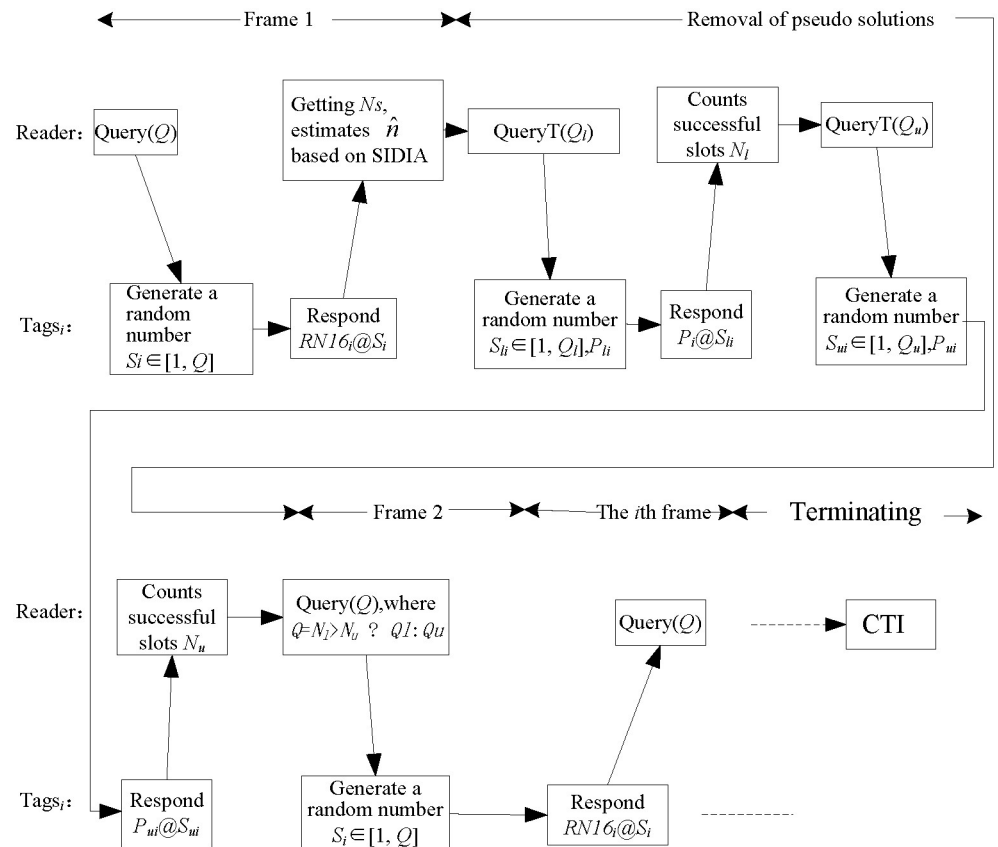 Frame 1
Removal of pseudo solutions
Reader:
Query(Q)
Getting Ns,
estimates n̂
based on SIDIA
QueryT(Ql)
Counts
successful
slots Nl
QueryT(Qu)
Tagsi:
Generate a
random
number
Si∈[1, Q]
Respond
RN16i@Si
Generate a
random number
Sli∈[1, Ql],Pli
Respond
Pi@Sli
Generate a
random number
Sui∈[1, Qu],Pui
Frame 2
The ith frame
Terminating
Reader:
Counts
successful
slots Nu
Query(Q),where
Q=Nl>Nu ? Ql:Qu
Query(Q)
CTI
Tagsi:
Respond
Pui@Sui
Generate a
random number
Si∈[1, Q]
Respond
RN16i@Si